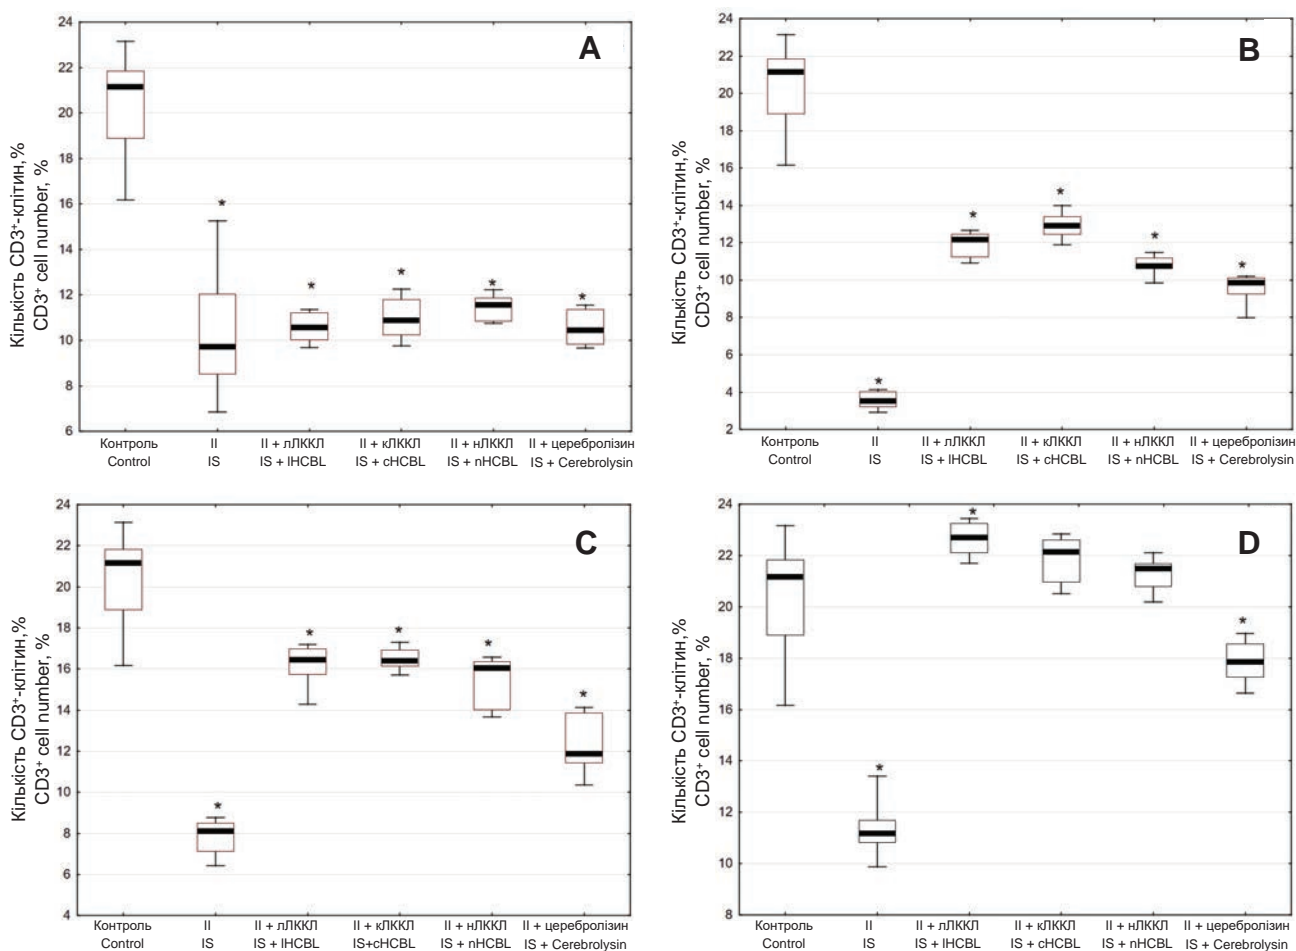 A
Кількість CD3⁺-клітин,%
CD3⁺ cell number, %
24
22
20
18
16
14
12
10
8
6
*
*
*
*
*
Контроль
Control
ІІ
IS
ІІ + лЛККЛ
IS + lHCBL
ІІ + кЛККЛ
IS + cHCBL
ІІ + нЛККЛ
IS + nHCBL
ІІ + церебролізин
IS + Cerebrolysin
B
Кількість CD3⁺-клітин,%
CD3⁺ cell number, %
24
22
20
18
16
14
12
10
8
6
4
2
*
*
*
*
*
Контроль
Control
ІІ
IS
ІІ + лЛККЛ
IS + lHCBL
ІІ + кЛККЛ
IS + cHCBL
ІІ + нЛККЛ
IS + nHCBL
ІІ + церебролізин
IS + Cerebrolysin
C
Кількість CD3⁺-клітин,%
CD3⁺ cell number, %
24
22
20
18
16
14
12
10
8
6
4
*
*
*
*
*
Контроль
Control
ІІ
IS
ІІ + лЛККЛ
IS + lHCBL
ІІ + кЛККЛ
IS+cHCBL
ІІ + нЛККЛ
IS + nHCBL
ІІ + церебролізин
IS + Cerebrolysin
D
Кількість CD3⁺-клітин,%
CD3⁺ cell number, %
24
22
20
18
16
14
12
10
8
*
*
*
Контроль
Control
ІІ
IS
ІІ + лЛККЛ
IS + lHCBL
ІІ + кЛККЛ
IS + cHCBL
ІІ + нЛККЛ
IS + nHCBL
ІІ + церебролізин
IS + Cerebrolysin